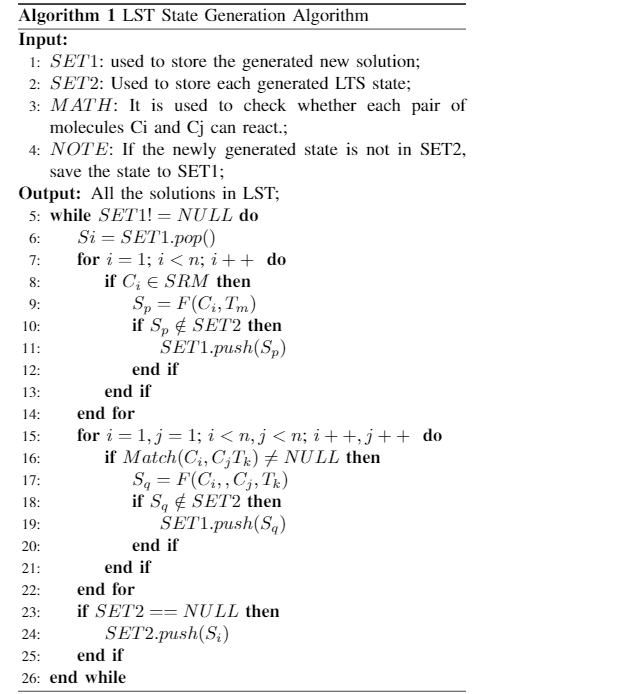 Algorithm 1 LST State Generation Algorithm
Input:
1: SET1: used to store the generated new solution;
2: SET2: Used to store each generated LTS state;
3: MATH: It is used to check whether each pair of
molecules Ci and Cj can react.;
4: NOTE: If the newly generated state is not in SET2,
save the state to SET1;
Output: All the solutions in LST;
5: while SET1! = NULL do
6: Si = SET1.pop()
7: for i = 1; i < n; i++ do
8: if C_i ∈ SRM then
9: S_p = F(C_i, T_m)
10: if S_p ∉ SET2 then
11: SET1.push(S_p)
12: end if
13: end if
14: end for
15: for i = 1, j = 1; i < n, j < n; i++, j++ do
16: if Match(C_i, C_jT_k) ≠ NULL then
17: S_q = F(C_i, , C_j, T_k)
18: if S_q ∉ SET2 then
19: SET1.push(S_q)
20: end if
21: end if
22: end for
23: if SET2 == NULL then
24: SET2.push(S_i)
25: end if
26: end while